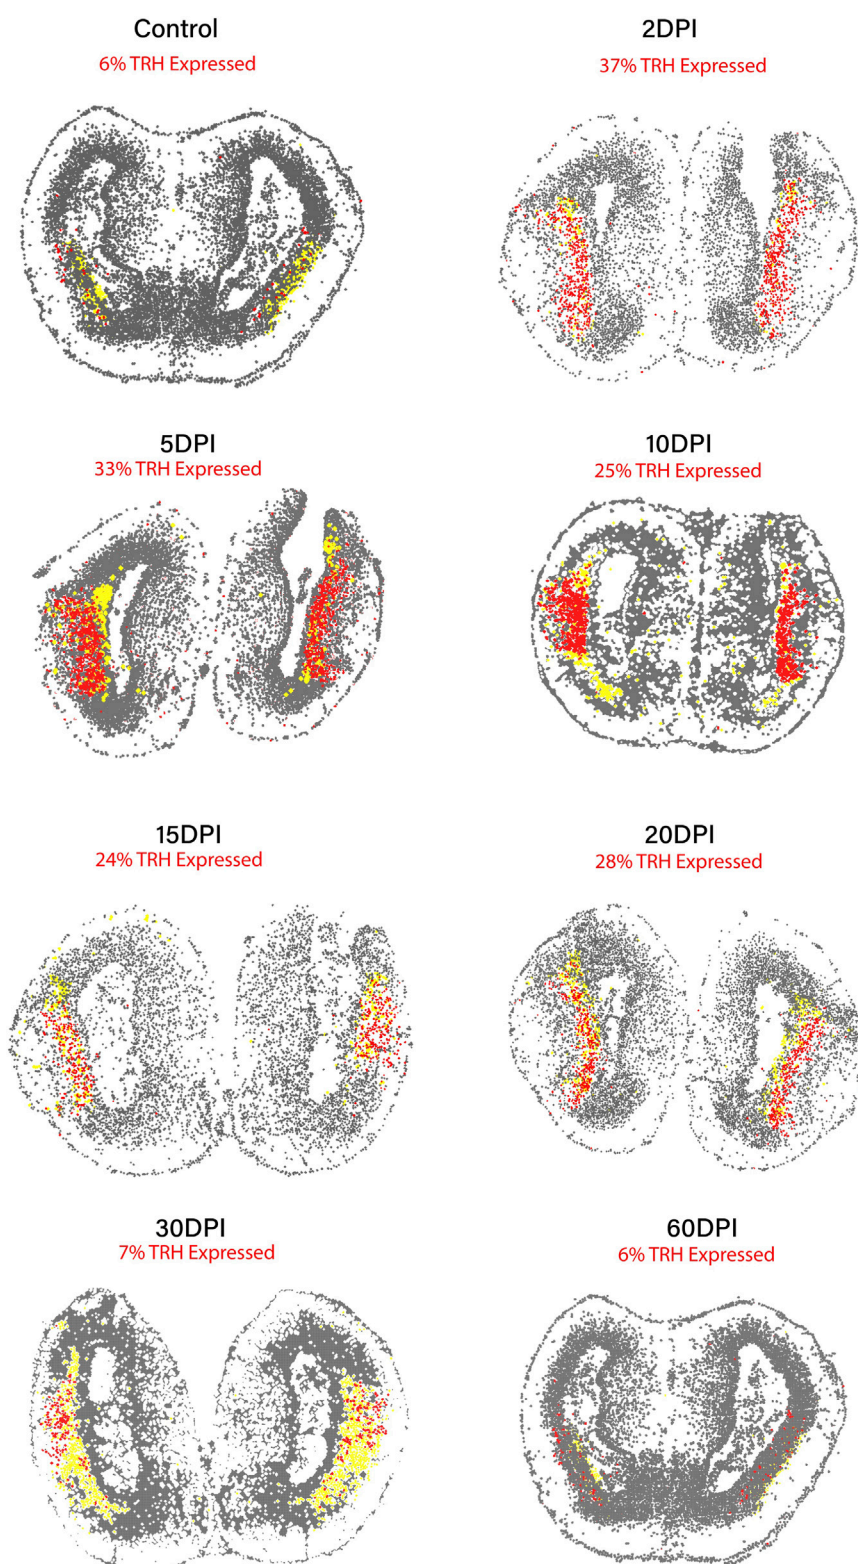 Control
6% TRH Expressed
2DPI
37% TRH Expressed
5DPI
33% TRH Expressed
10DPI
25% TRH Expressed
15DPI
24% TRH Expressed
20DPI
28% TRH Expressed
30DPI
7% TRH Expressed
60DPI
6% TRH Expressed